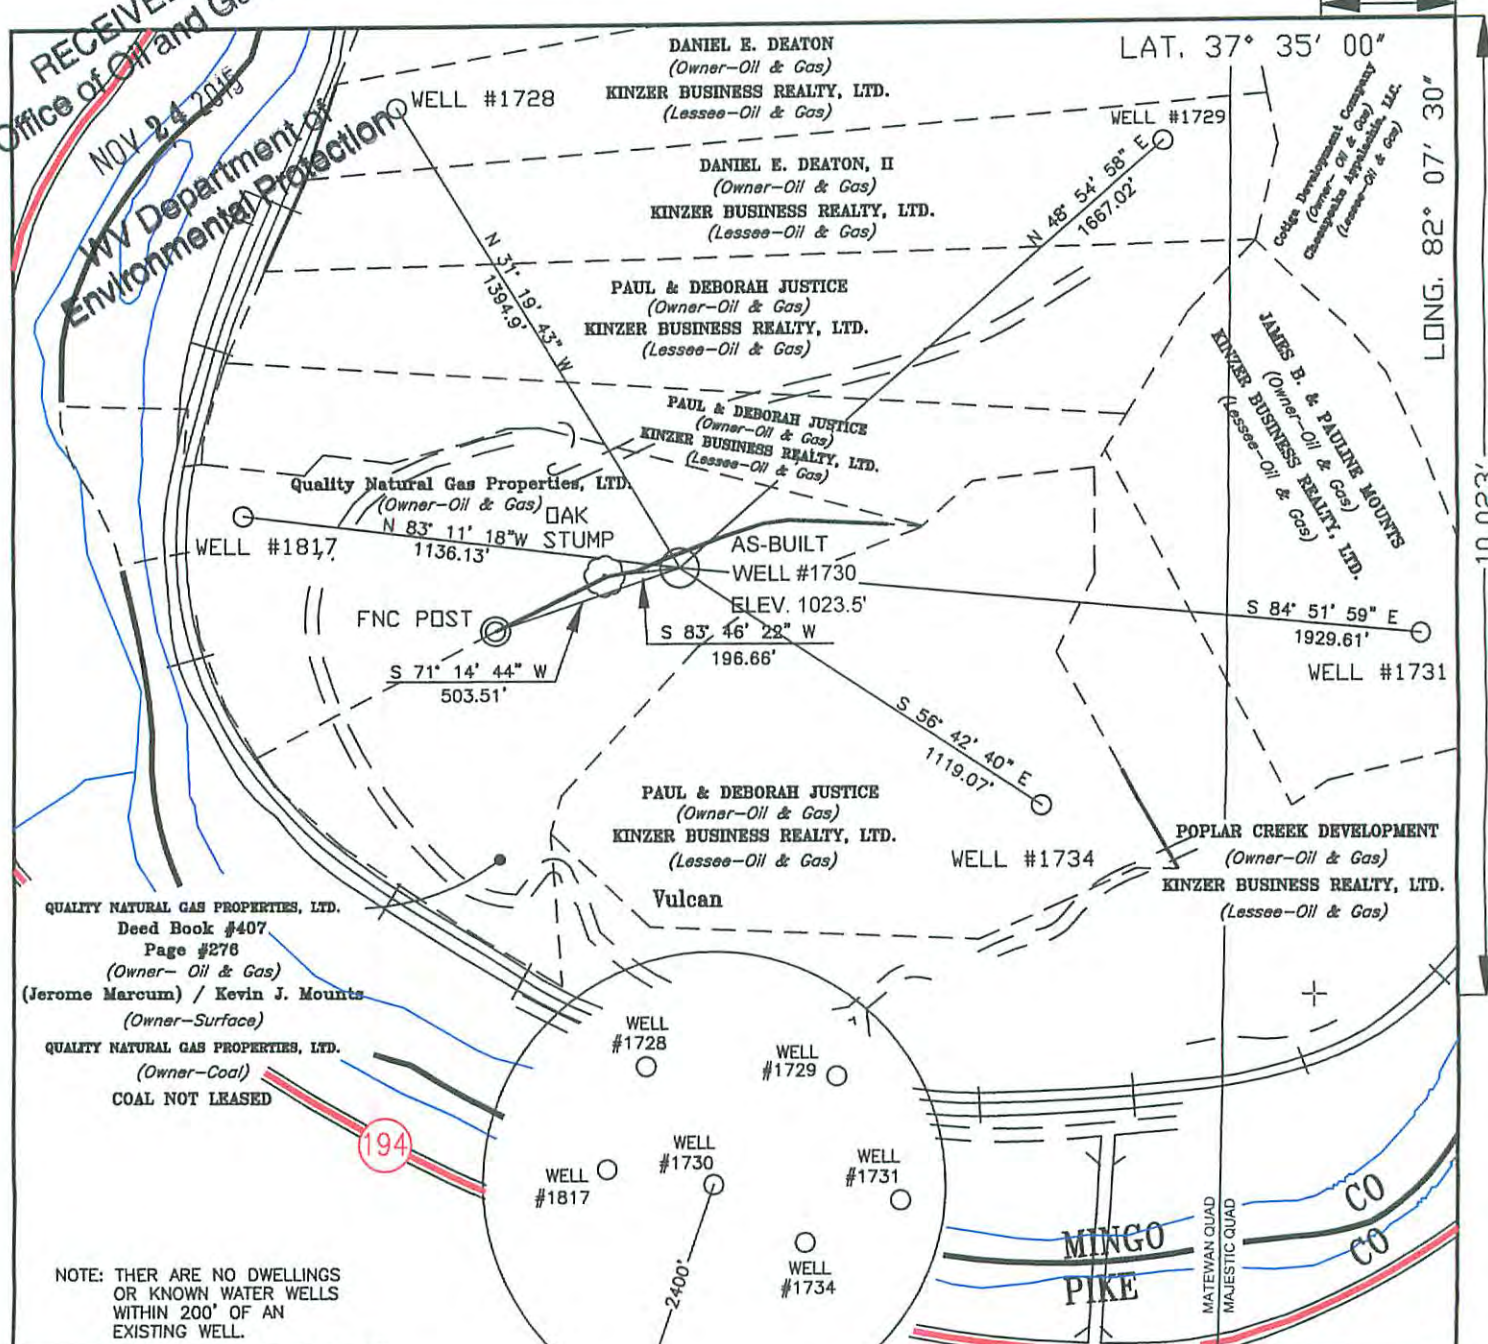 RECEIVED
Office of Oil and Gas
NOV 24 2015
WV Department of
Environmental Protection
LAT. 37° 35' 00"
LONG. 82° 07' 30"
WELL #1728
DANIEL E. DEATON
(Owner-Oil & Gas)
KINZER BUSINESS REALTY, LTD.
(Lessee-Oil & Gas)
WELL #1729
Cotiga Development Company
(Owner- Oil & Gas)
Chesapeake Appalachia, LLC.
(Lessee-Oil & Gas)
DANIEL E. DEATON, II
(Owner-Oil & Gas)
KINZER BUSINESS REALTY, LTD.
(Lessee-Oil & Gas)
N 48° 54' 58" E
1667.02'
N 31° 19' 43" W
1394.9'
PAUL & DEBORAH JUSTICE
(Owner-Oil & Gas)
KINZER BUSINESS REALTY, LTD.
(Lessee-Oil & Gas)
JAMES B. & PAULINE MOUNTS
(Owner-Oil & Gas)
KINZER BUSINESS REALTY, LTD.
(Lessee-Oil & Gas)
PAUL & DEBORAH JUSTICE
(Owner-Oil & Gas)
KINZER BUSINESS REALTY, LTD.
(Lessee-Oil & Gas)
Quality Natural Gas Properties, LTD.
(Owner-Oil & Gas)
OAK
STUMP
N 83° 11' 18"W
1136.13'
WELL #1817
AS-BUILT
WELL #1730
ELEV. 1023.5'
FNC POST
S 83° 46' 22" W
196.66'
S 71° 14' 44" W
503.51'
S 84° 51' 59" E
1929.61'
WELL #1731
S 56° 42' 40" E
1119.07'
PAUL & DEBORAH JUSTICE
(Owner-Oil & Gas)
KINZER BUSINESS REALTY, LTD.
(Lessee-Oil & Gas)
WELL #1734
Vulcan
POPLAR CREEK DEVELOPMENT
(Owner-Oil & Gas)
KINZER BUSINESS REALTY, LTD.
(Lessee-Oil & Gas)
QUALITY NATURAL GAS PROPERTIES, LTD.
Deed Book #407
Page #276
(Owner- Oil & Gas)
(Jerome Marcum) / Kevin J. Mounts
(Owner-Surface)
QUALITY NATURAL GAS PROPERTIES, LTD.
(Owner-Coal)
COAL NOT LEASED
194
WELL
#1728
WELL
#1729
WELL
#1730
WELL
#1817
WELL
#1731
WELL
#1734
2400'
MINGO CO
PIKE CO
MATEWAN QUAD
MAJESTIC QUAD
NOTE: THER ARE NO DWELLINGS
OR KNOWN WATER WELLS
WITHIN 200' OF AN
EXISTING WELL.